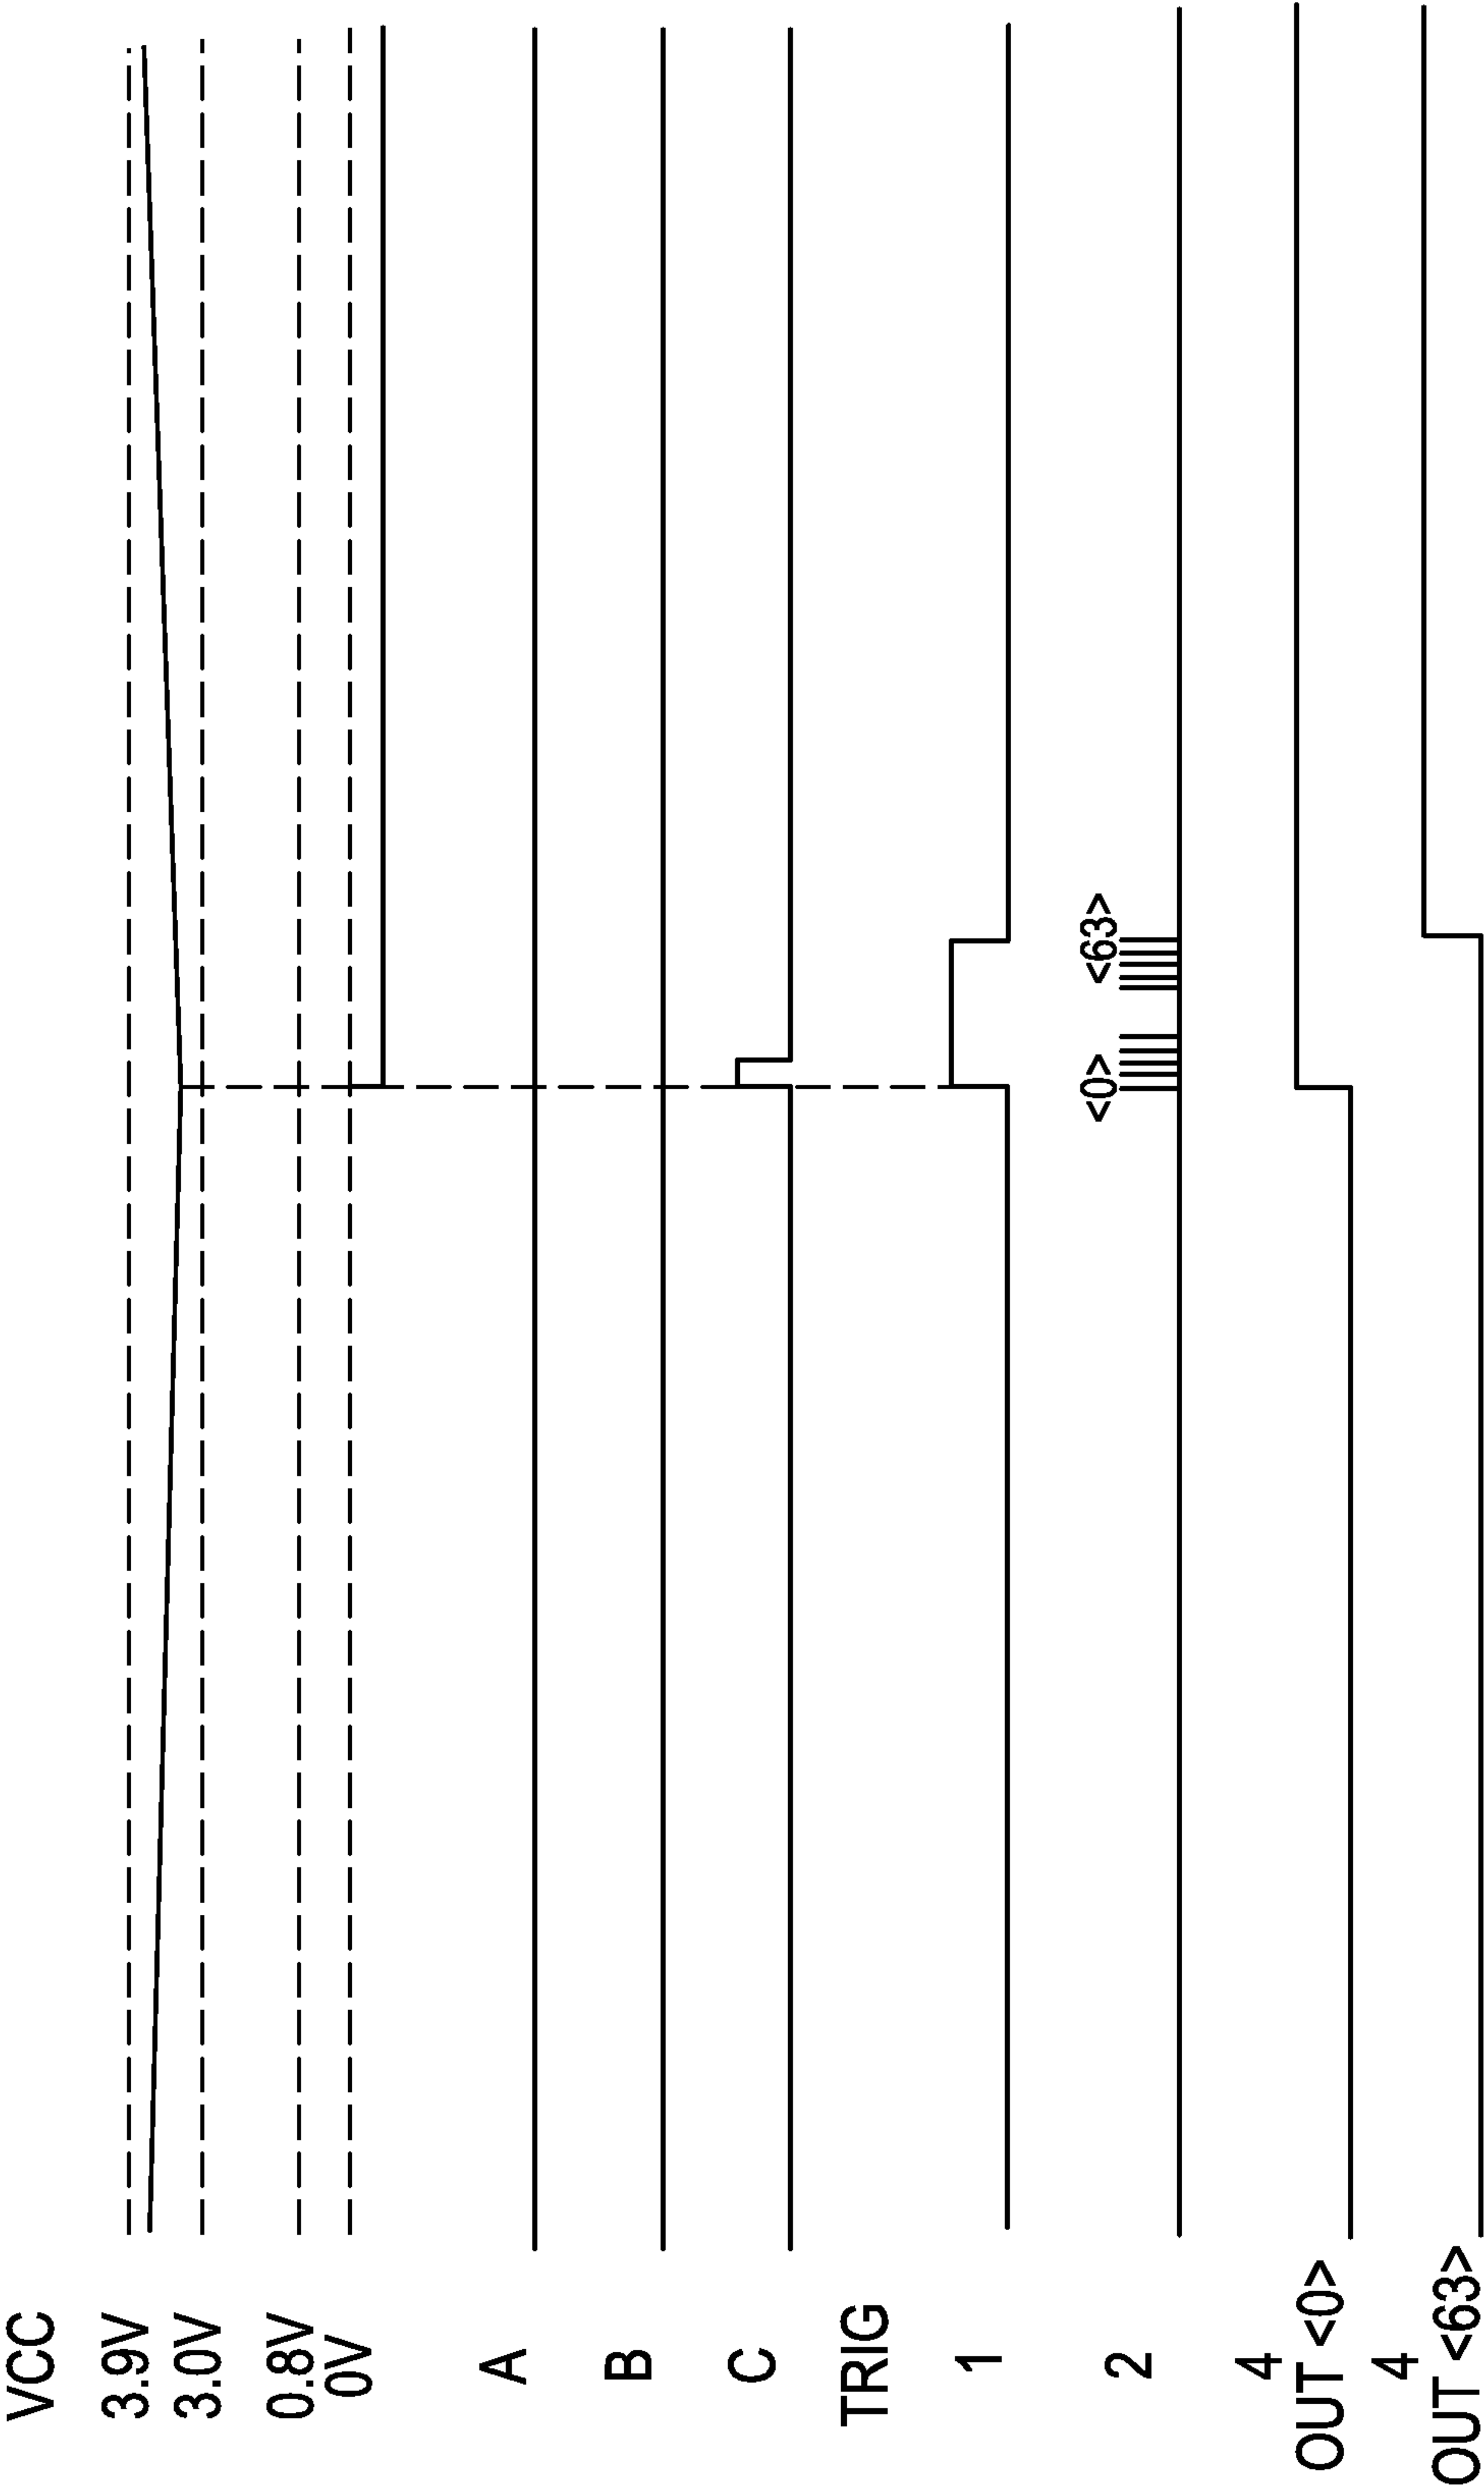 VCC
3.9V
3.0V
0.8V
0V
A
B
C
TRIG
1
<0> <63>
2
4
OUT <0>
4
OUT <63>